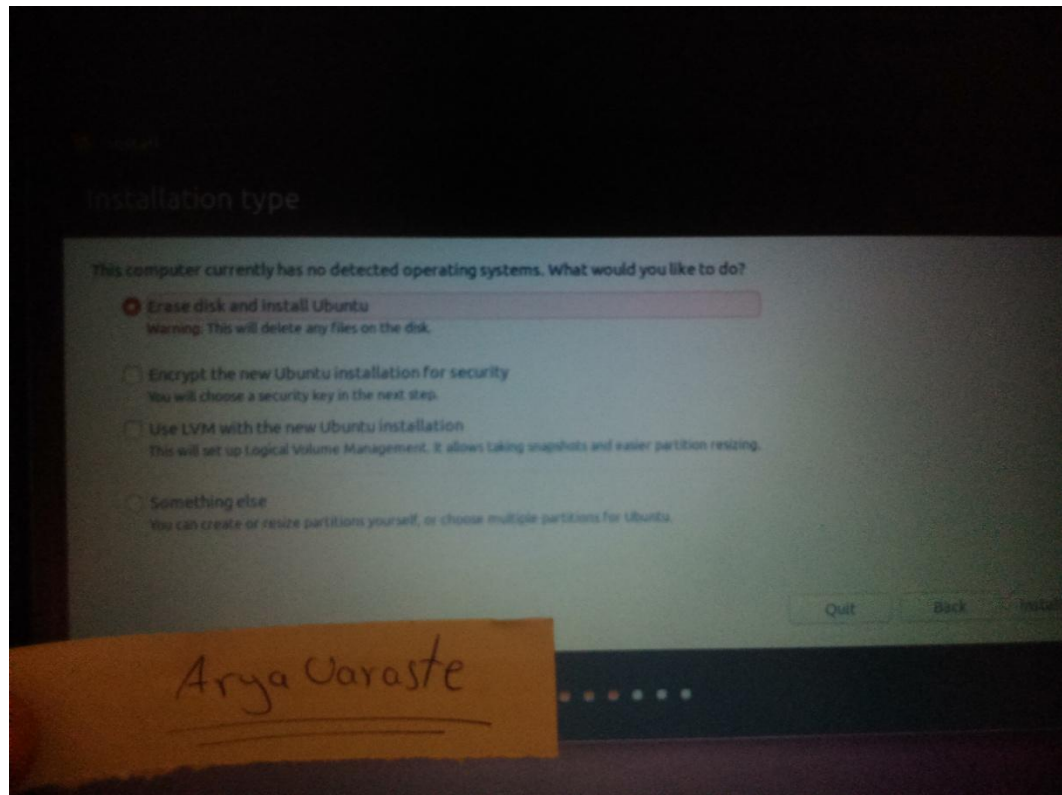 Install
Installation type
This computer currently has no detected operating systems. What would you like to do?
Erase disk and install Ubuntu
Warning: This will delete any files on the disk.
Encrypt the new Ubuntu installation for security
You will choose a security key in the next step.
Use LVM with the new Ubuntu installation
This will set up Logical Volume Management. It allows taking snapshots and easier partition resizing.
Something else
You can create or resize partitions yourself, or choose multiple partitions for Ubuntu.
Quit Back Install
Arya Varaste